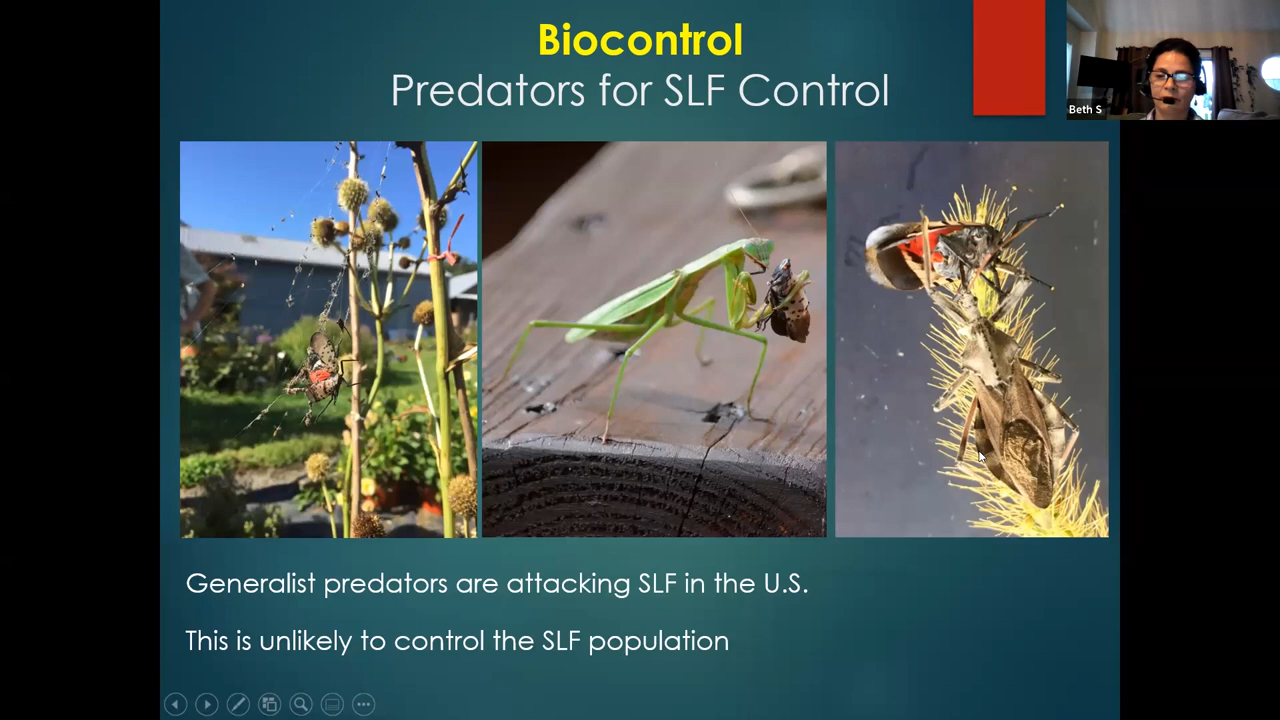 Biocontrol
Predators for SLF Control
Beth S
Generalist predators are attacking SLF in the U.S.
This is unlikely to control the SLF population